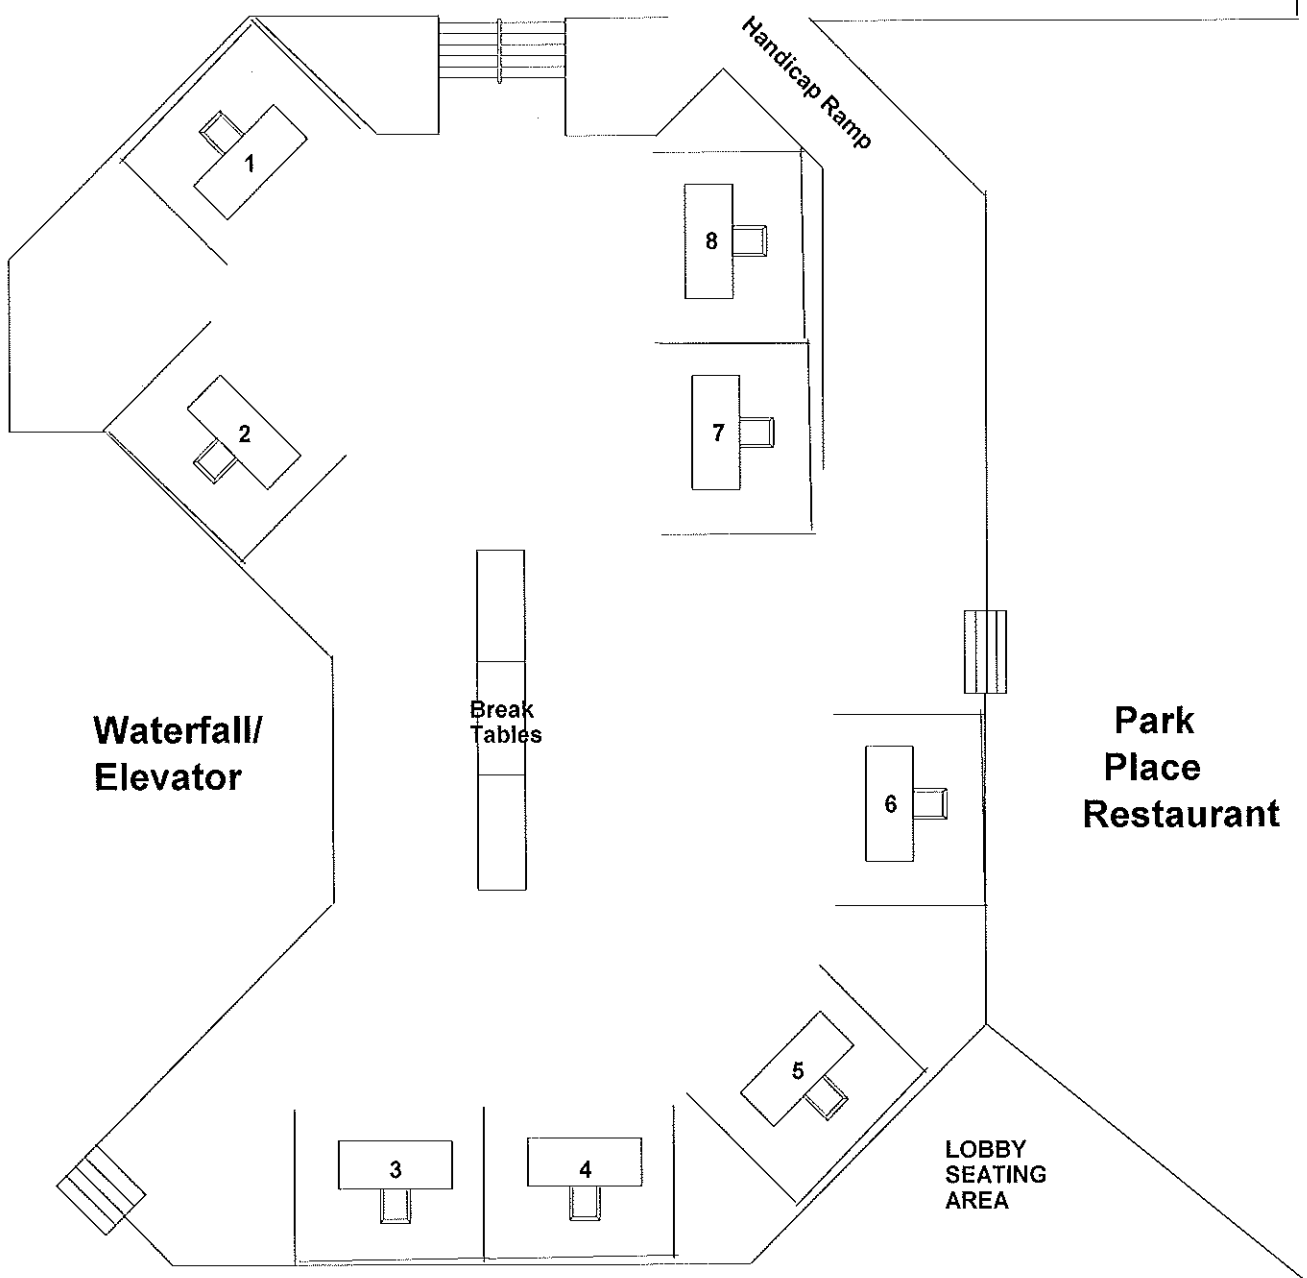 Handicap Ramp
1
8
2
7
Break
Tables
Waterfall/
Elevator
Park
Place
Restaurant
6
5
3
4
LOBBY
SEATING
AREA